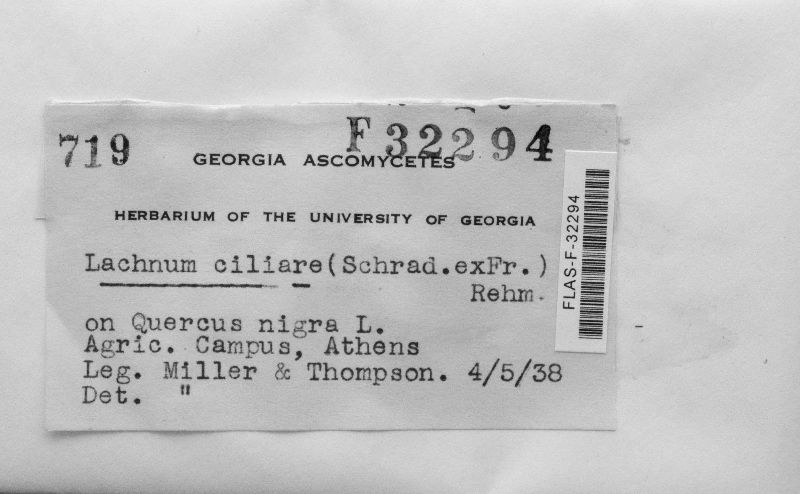 719 F32294
GEORGIA ASCOMYCETES
HERBARIUM OF THE UNIVERSITY OF GEORGIA
Lachnum ciliare(Schrad.exFr.)
Rehm.
on Quercus nigra L.
Agric. Campus, Athens
Leg. Miller & Thompson. 4/5/38
Det. "
FLAS-F-32294